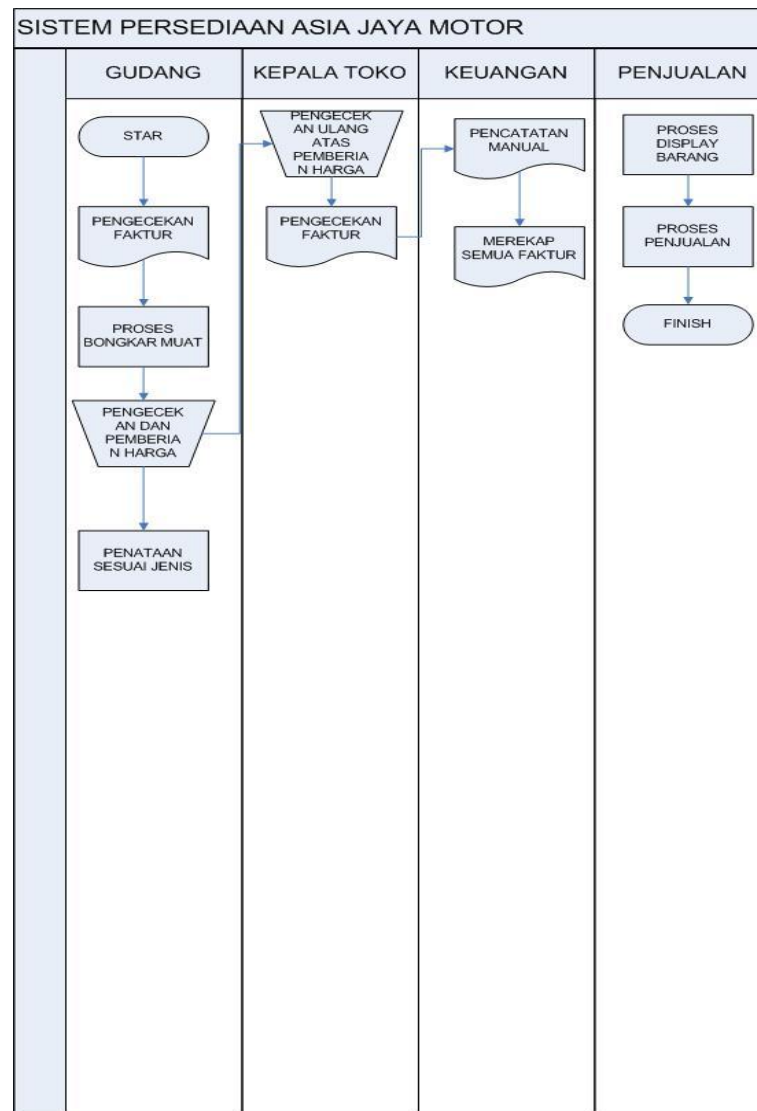 SISTEM PERSEDIAAN ASIA JAYA MOTOR
GUDANG
KEPALA TOKO
KEUANGAN
PENJUALAN
STAR
PENGECEKAN
FAKTUR
PROSES
BONGKAR MUAT
PENGECEK
AN DAN
PEMBERIA
N HARGA
PENATAAN
SESUAI JENIS
PENGECEK
AN ULANG
ATAS
PEMBERIA
N HARGA
PENGECEKAN
FAKTUR
PENCATATAN
MANUAL
MEREKAP
SEMUA FAKTUR
PROSES
DISPLAY
BARANG
PROSES
PENJUALAN
FINISH